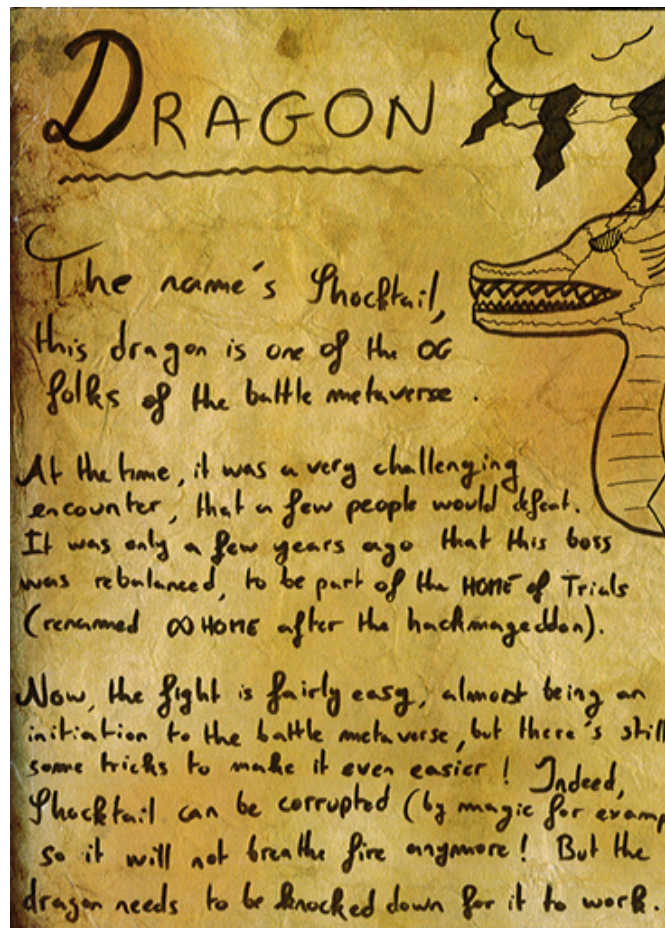 DRAGON
The name's Shocktail,
this dragon is one of the OG
folks of the battle metaverse.
At the time, it was a very challenging
encounter, that a few people would defeat.
It was only a few years ago that this boss
was rebalanced, to be part of the HOME of Trials
(renammed ∞ HOME after the hackmageddon).
Now, the fight is fairly easy, almost being an
initiation to the battle metaverse, but there's still
some tricks to make it even easier! Indeed,
Shocktail can be corrupted (by magic for examp
so it will not breathe fire anymore! But the
dragon needs to be knocked down for it to work.